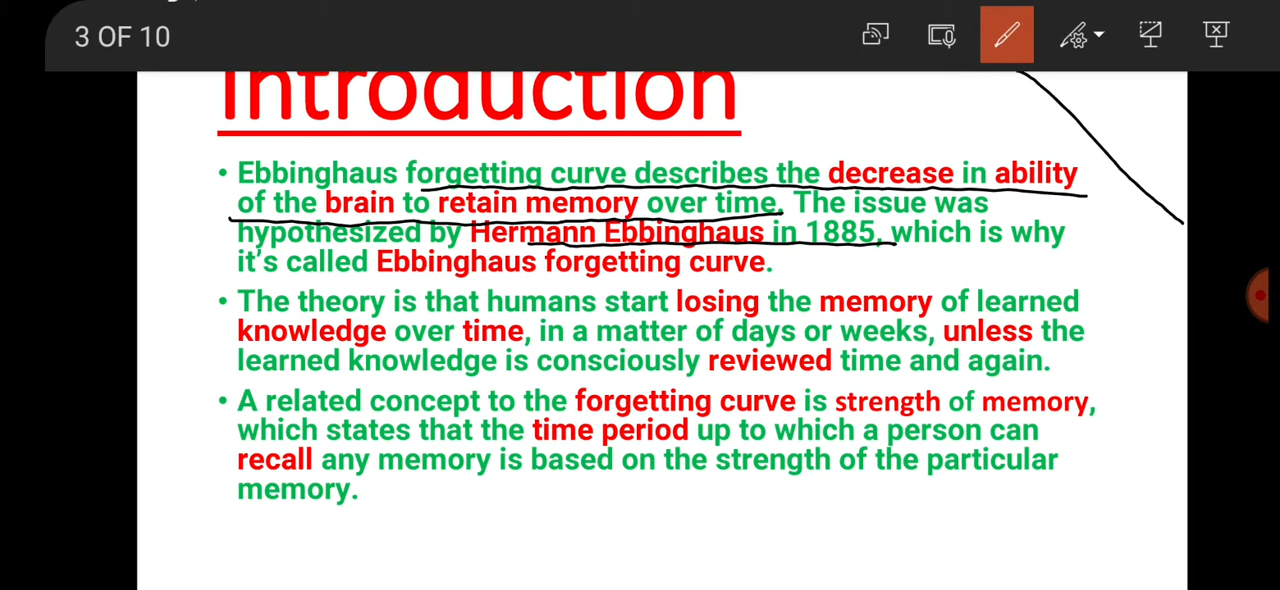 3 OF 10
Introduction
• Ebbinghaus forgetting curve describes the decrease in ability
of the brain to retain memory over time. The issue was
hypothesized by Hermann Ebbinghaus in 1885, which is why
it's called Ebbinghaus forgetting curve.
• The theory is that humans start losing the memory of learned
knowledge over time, in a matter of days or weeks, unless the
learned knowledge is consciously reviewed time and again.
• A related concept to the forgetting curve is strength of memory,
which states that the time period up to which a person can
recall any memory is based on the strength of the particular
memory.